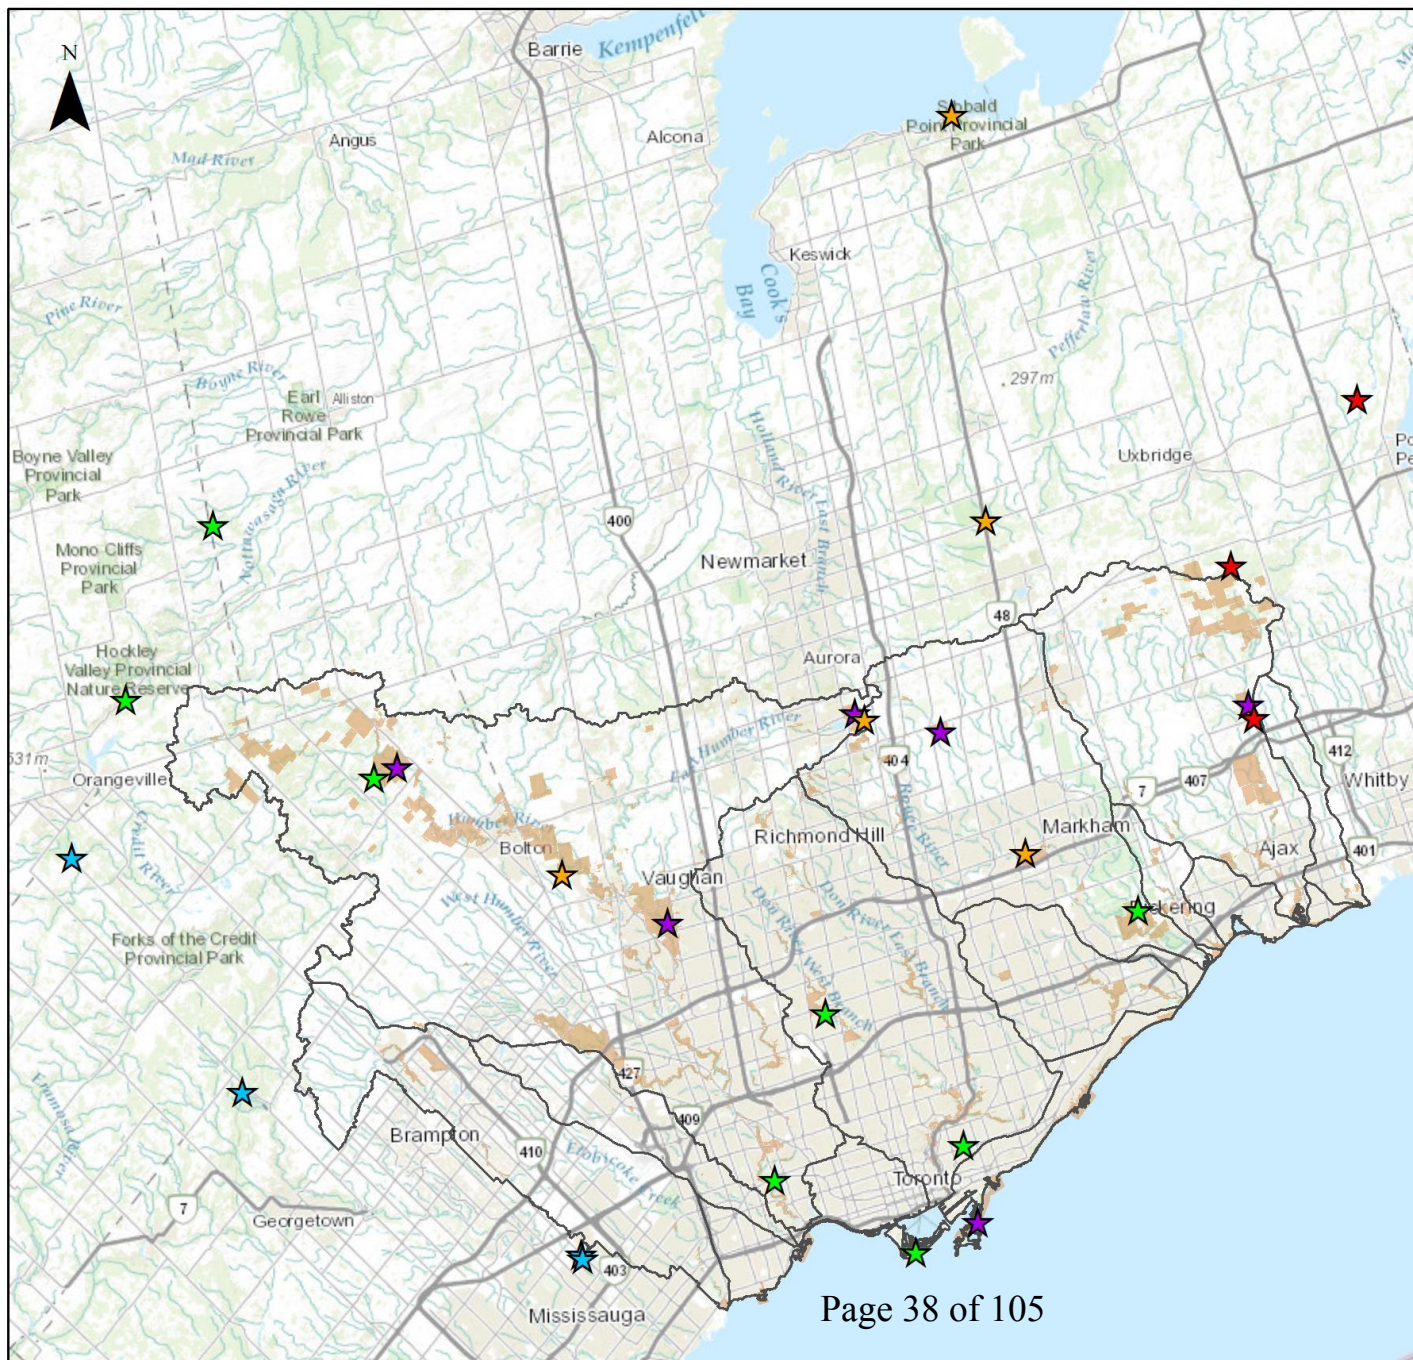 Barrie
Kempenfelt
N
Sibbald
Point Provincial
Park
Angus
Alcona
Mad River
Keswick
Cook's
Bay
Pefferlaw River
Pine River
297m
Boyne River
Earl
Rowe
Provincial Park
Alliston
Holland River East Branch
Uxbridge
Boyne Valley
Provincial
Park
Nottawasaga River
400
Mono Cliffs
Provincial
Park
Newmarket
48
Hockley
Valley Provincial
Nature Reserve
Aurora
East Humber River
531m
Orangeville
404
412
407
7
Whitby
Rouge River
Humber River
Bolton
Richmond Hill
Markham
Ajax
401
Credit River
Vaughan
West Humber River
Don River West Branch
Don River East Branch
Pickering
Forks of the Credit
Provincial Park
427
409
Eramosa River
Brampton
410
Etobicoke Creek
Toronto
7
Georgetown
403
Mississauga
Page 38 of 105